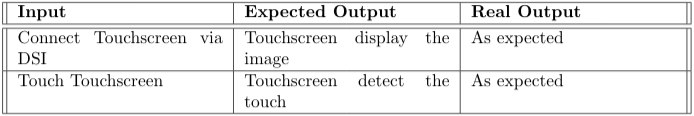 Input Expected Output Real Output
Connect Touchscreen via Touchscreen display the As expected
DSI image
Touch Touchscreen Touchscreen detect the As expected
touch